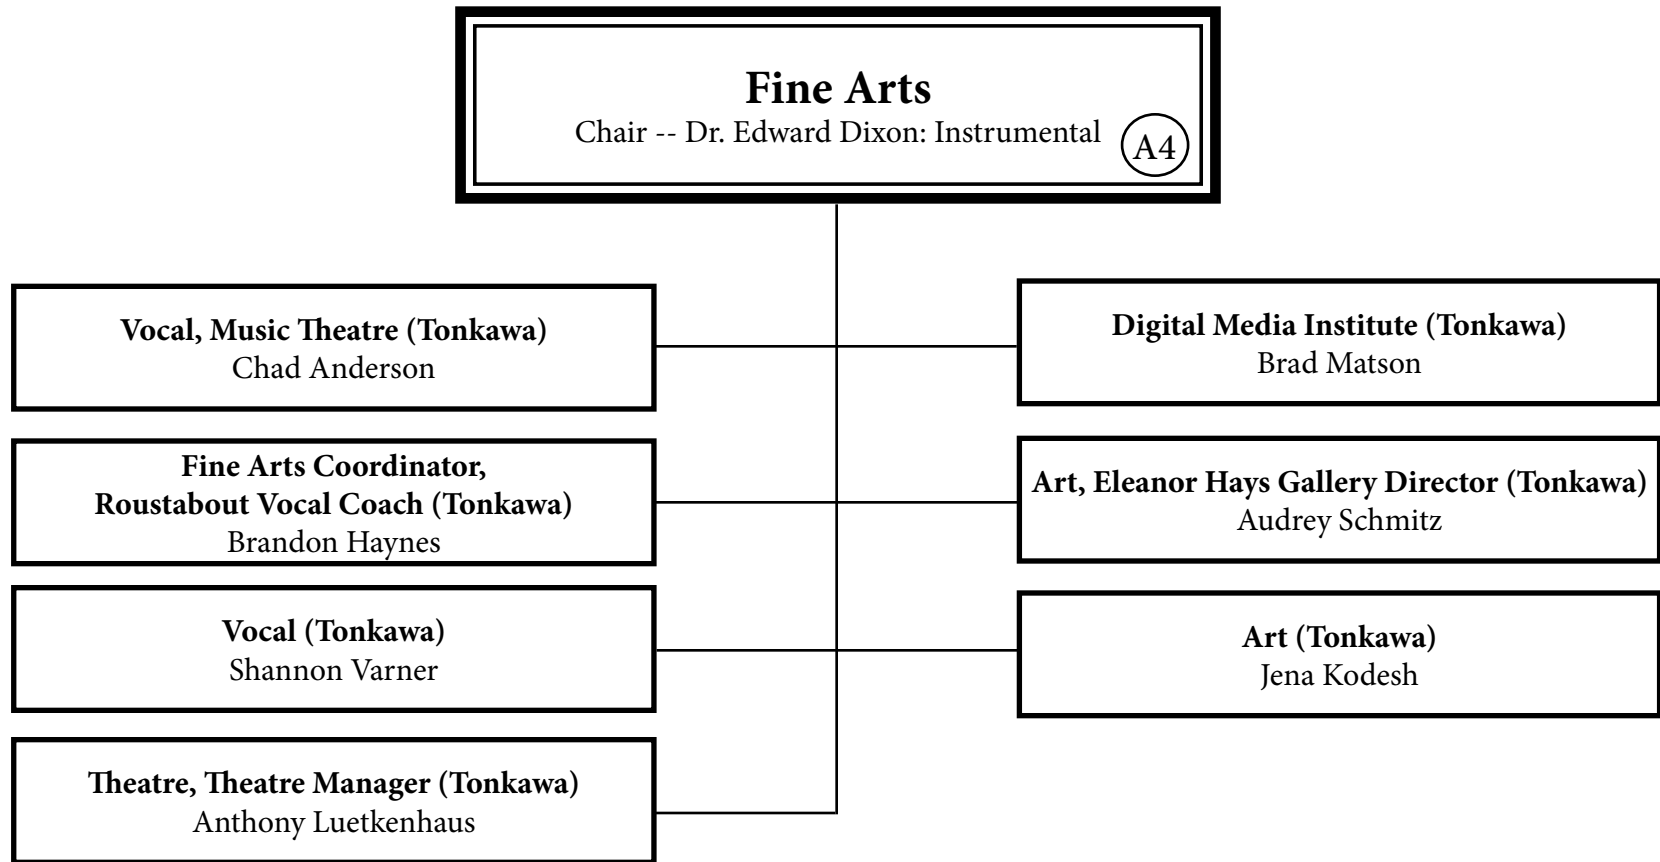 Fine Arts
Chair -- Dr. Edward Dixon: Instrumental
A4
Vocal, Music Theatre (Tonkawa)
Chad Anderson
Digital Media Institute (Tonkawa)
Brad Matson
Fine Arts Coordinator,
Roustabout Vocal Coach (Tonkawa)
Brandon Haynes
Art, Eleanor Hays Gallery Director (Tonkawa)
Audrey Schmitz
Vocal (Tonkawa)
Shannon Varner
Art (Tonkawa)
Jena Kodesh
Theatre, Theatre Manager (Tonkawa)
Anthony Luetkenhaus